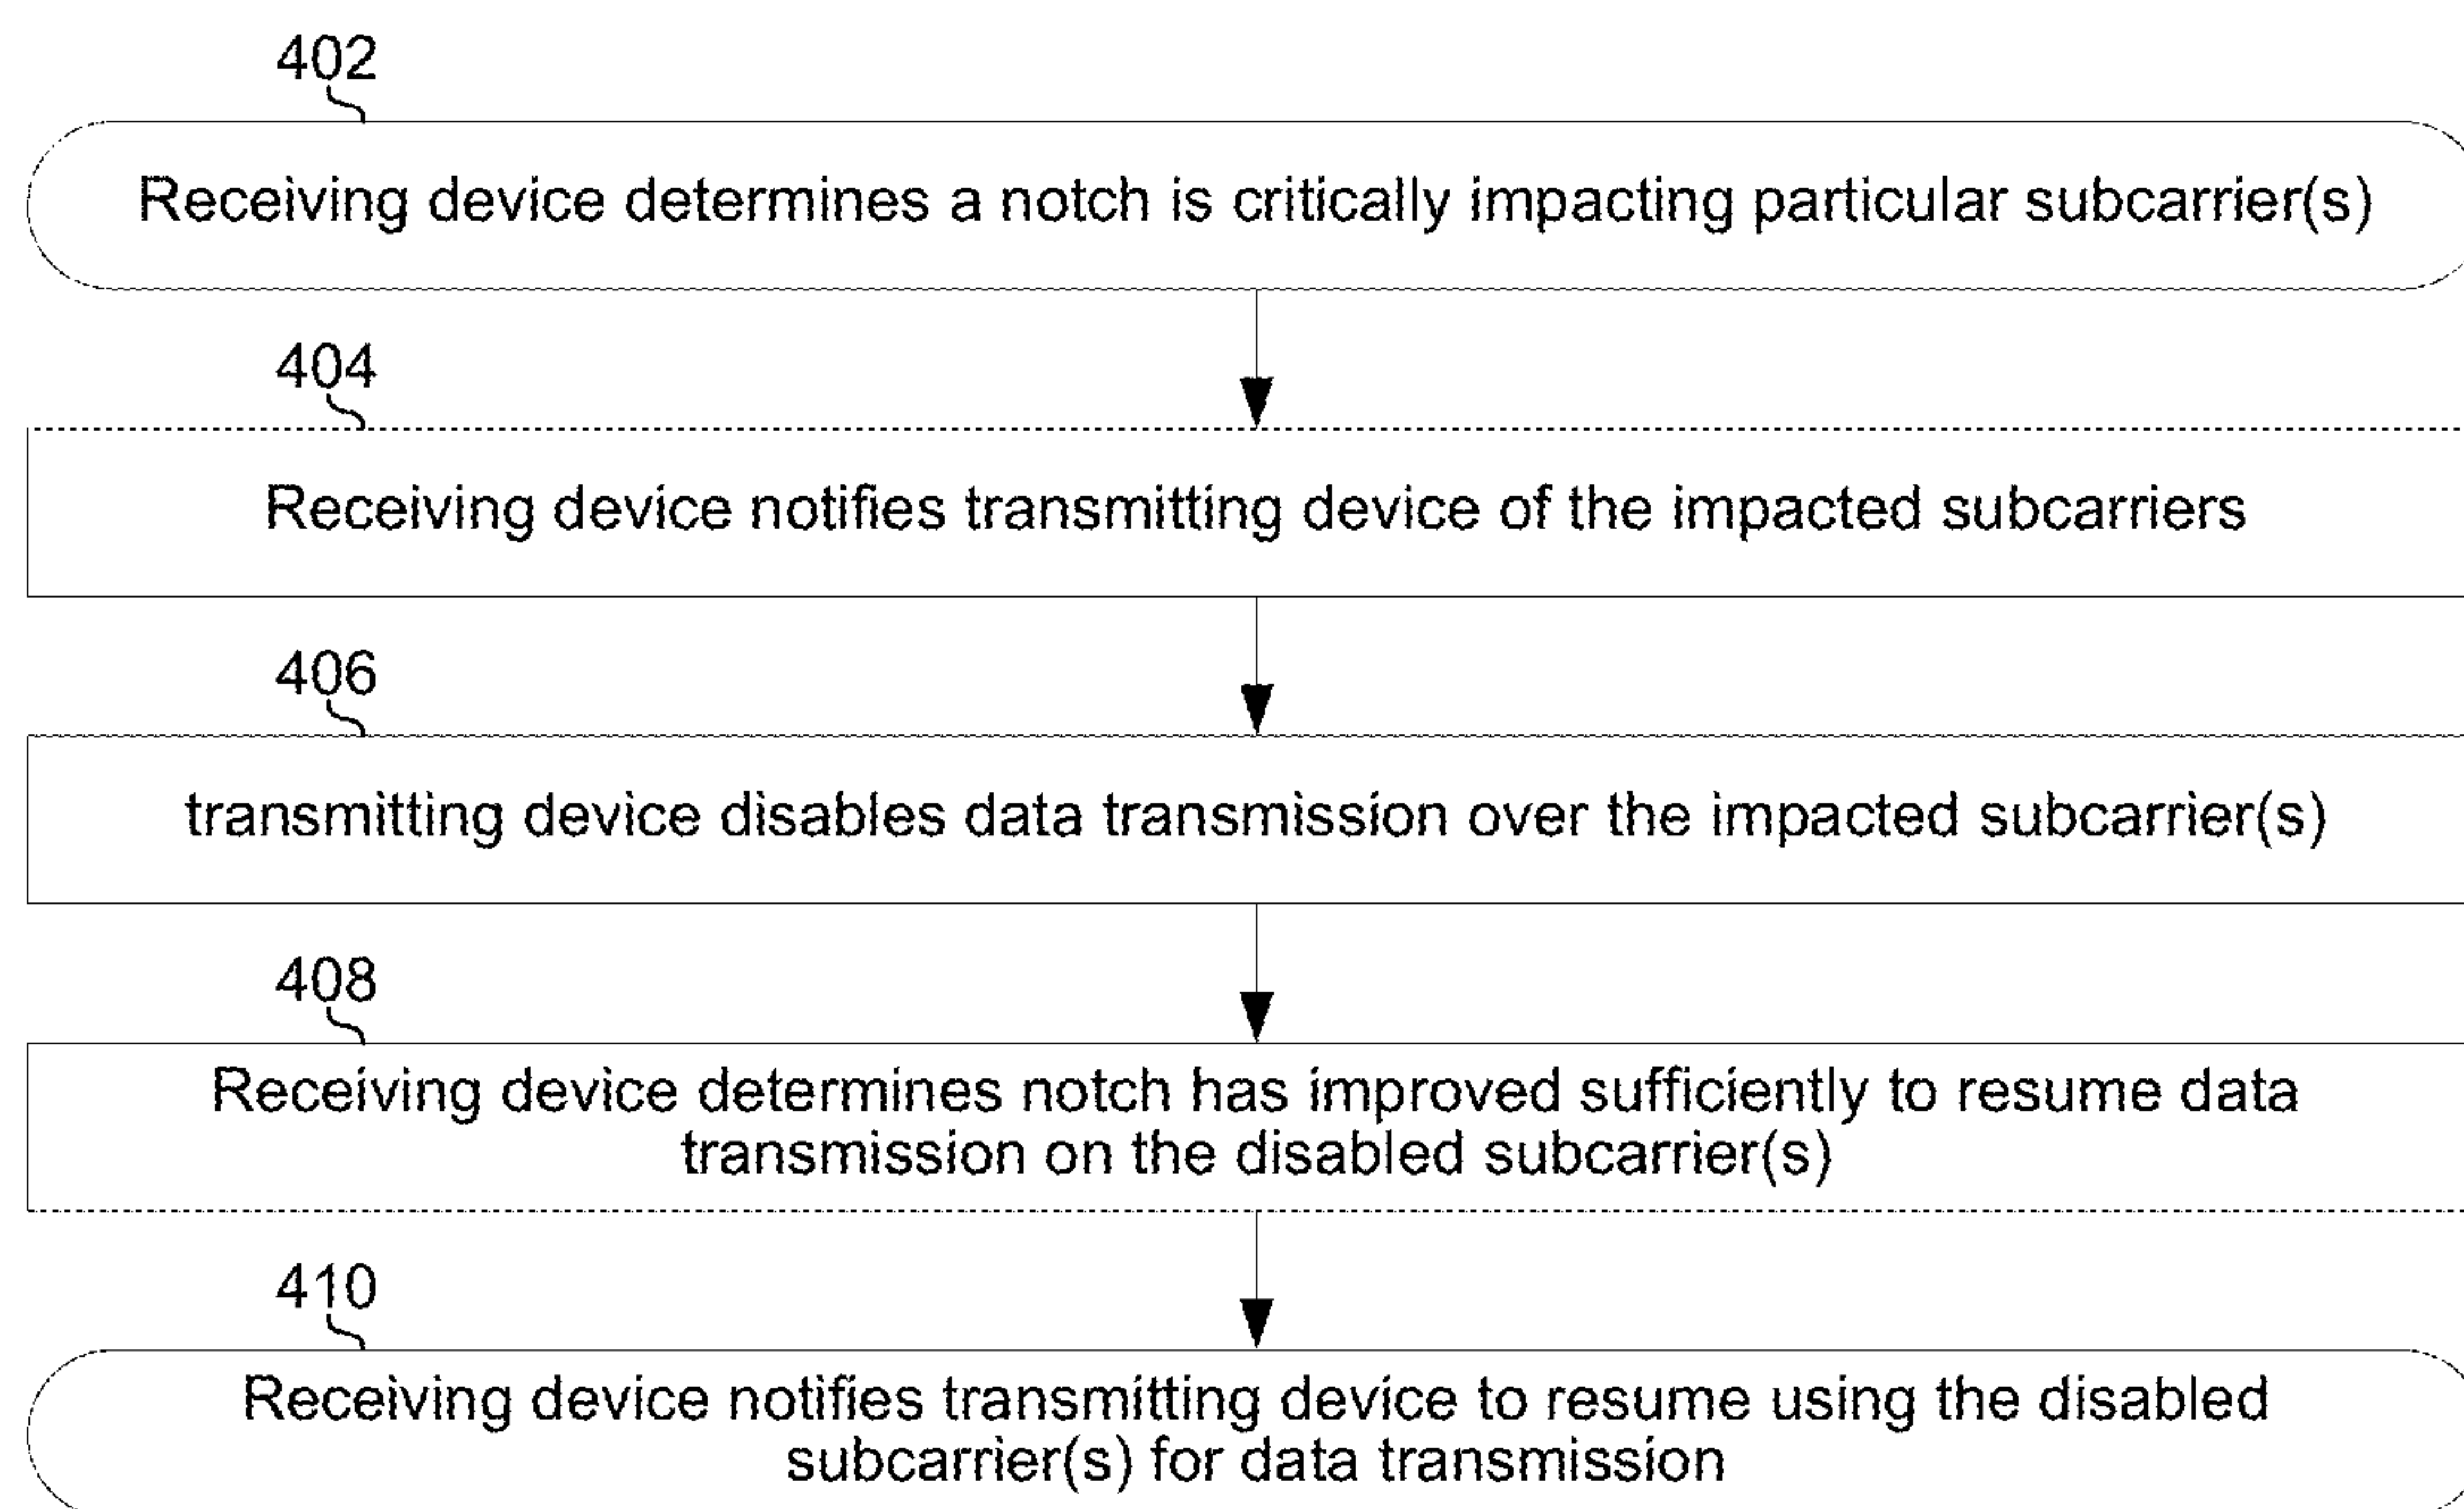 402
Receiving device determines a notch is critically impacting particular subcarrier(s)
404
Receiving device notifies transmitting device of the impacted subcarriers
406
transmitting device disables data transmission over the impacted subcarrier(s)
408
Receiving device determines notch has improved sufficiently to resume data
transmission on the disabled subcarrier(s)
410
Receiving device notifies transmitting device to resume using the disabled
subcarrier(s) for data transmission